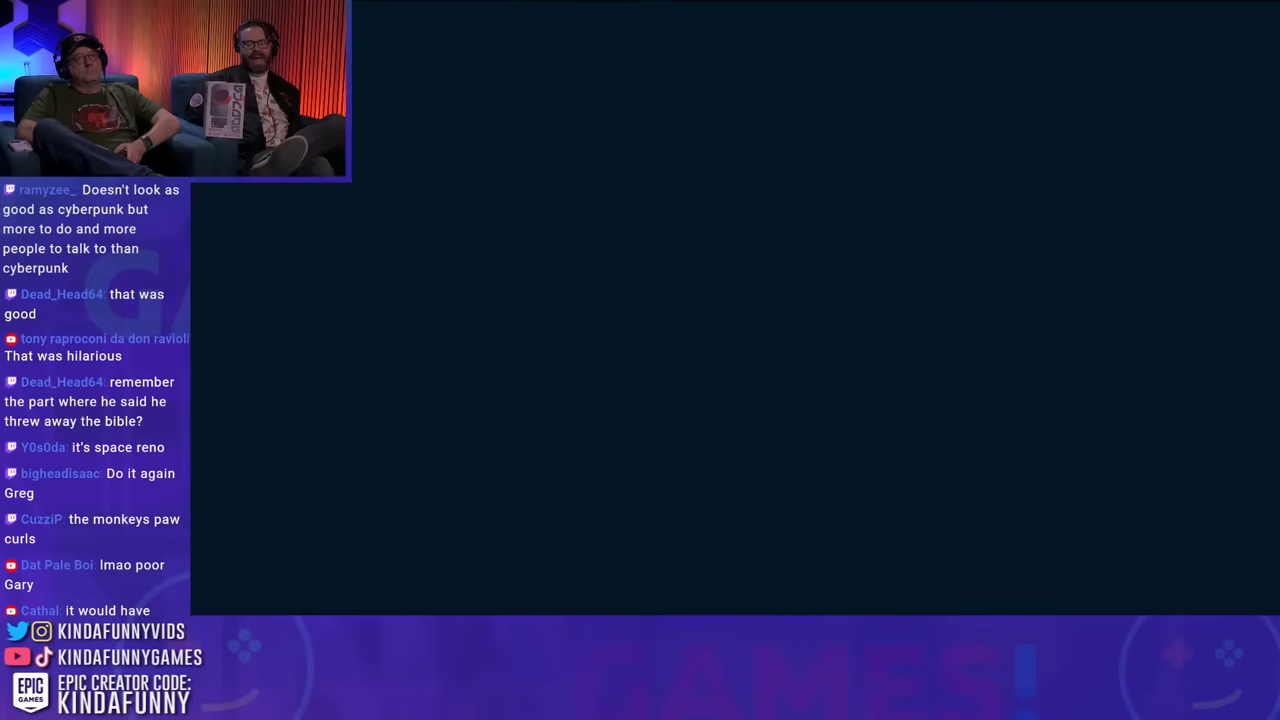 ramyzee_: Doesn't look as
good as cyberpunk but
more to do and more
people to talk to than
cyberpunk
Dead_Head64: that was
good
tony raproconi da don ravioli
That was hilarious
Dead_Head64: remember
the part where he said he
threw away the bible?
Y0s0da: it's space reno
bigheadisaac: Do it again
Greg
CuzziP: the monkeys paw
curls
Dat Pale Boi: lmao poor
Gary
Cathal: it would have
KINDAFUNNYVIDS
KINDAFUNNYGAMES
EPIC GAMES
EPIC CREATOR CODE:
KINDAFUNNY
GAMES!